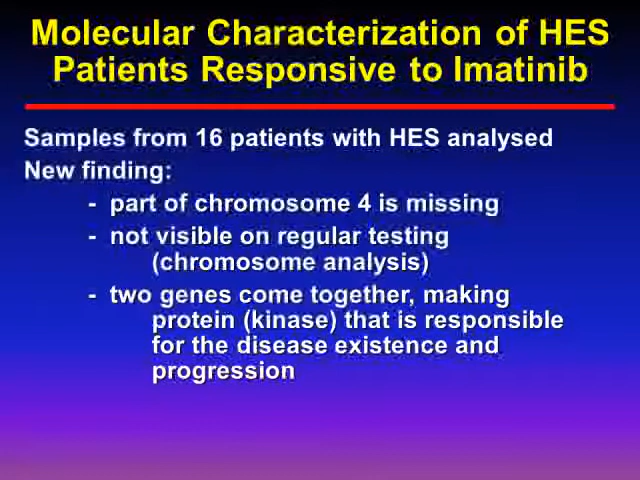 Molecular Characterization of HES
Patients Responsive to Imatinib
Samples from 16 patients with HES analysed
New finding:
- part of chromosome 4 is missing
- not visible on regular testing
(chromosome analysis)
- two genes come together, making
protein (kinase) that is responsible
for the disease existence and
progression